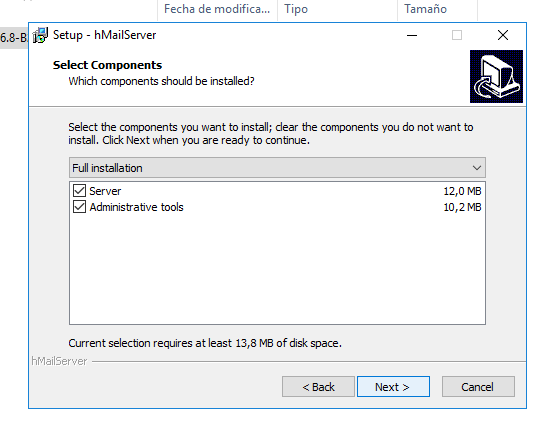 Fecha de modifica... Tipo Tamaño
6.8-B
Setup - hMailServer
Select Components
Which components should be installed?
Select the components you want to install; clear the components you do not want to
install. Click Next when you are ready to continue.
Full installation
Server 12,0 MB
Administrative tools 10,2 MB
Current selection requires at least 13,8 MB of disk space.
hMailServer
< Back Next > Cancel